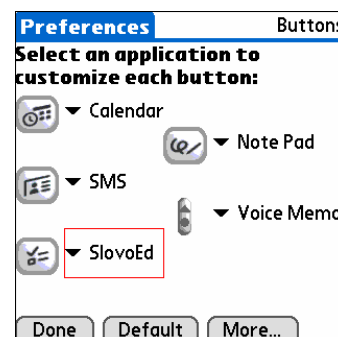 Preferences Buttons
Select an application to
customize each button:
Calendar
Note Pad
SMS
Voice Memo
SlovoEd
Done Default More...